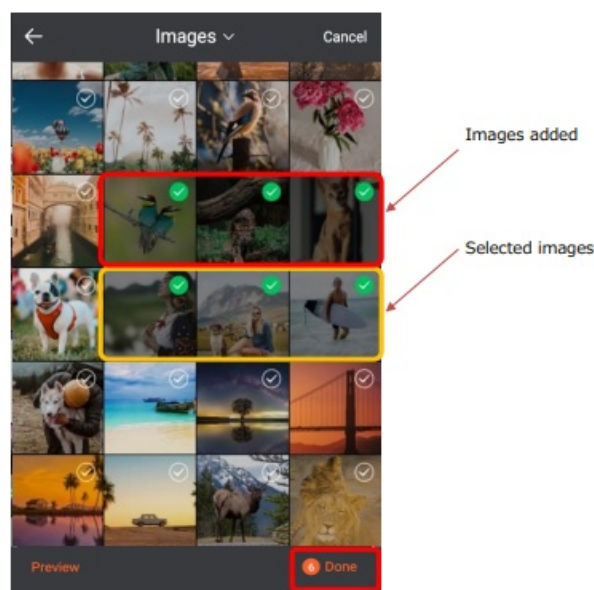 Images
Cancel
Images added
Selected images
Preview
6 Done